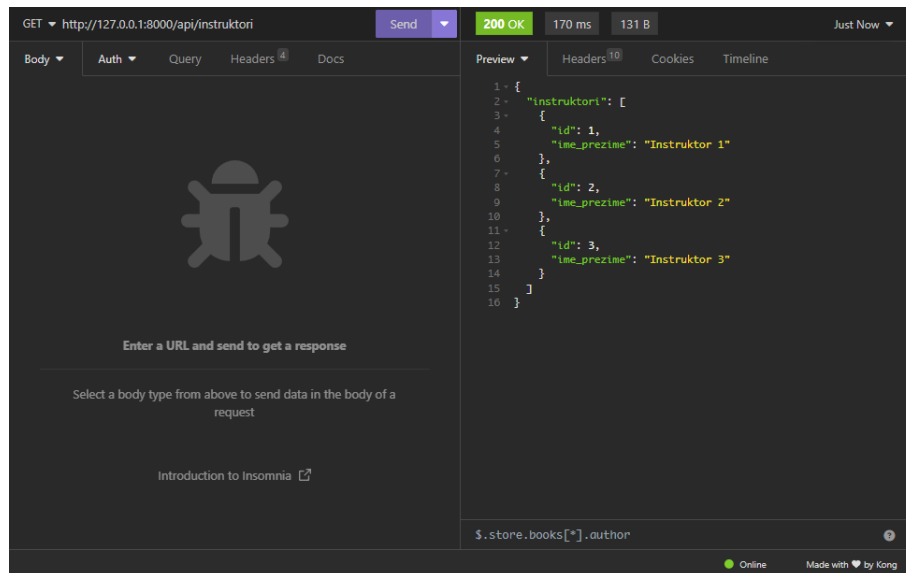 GET http://127.0.0.1:8000/api/instruktori Send 200 OK 170 ms 131 B Just Now
Body Auth Query Headers 4 Docs Preview Headers 10 Cookies Timeline
1 {
2 "instruktori": [
3 {
4 "id": 1,
5 "ime_prezime": "Instruktor 1"
6 },
7 {
8 "id": 2,
9 "ime_prezime": "Instruktor 2"
10 },
11 {
12 "id": 3,
13 "ime_prezime": "Instruktor 3"
14 }
15 ]
16 }
Enter a URL and send to get a response
Select a body type from above to send data in the body of a
request
Introduction to Insomnia
$.store.books[*].author
Online Made with ♥ by Kong